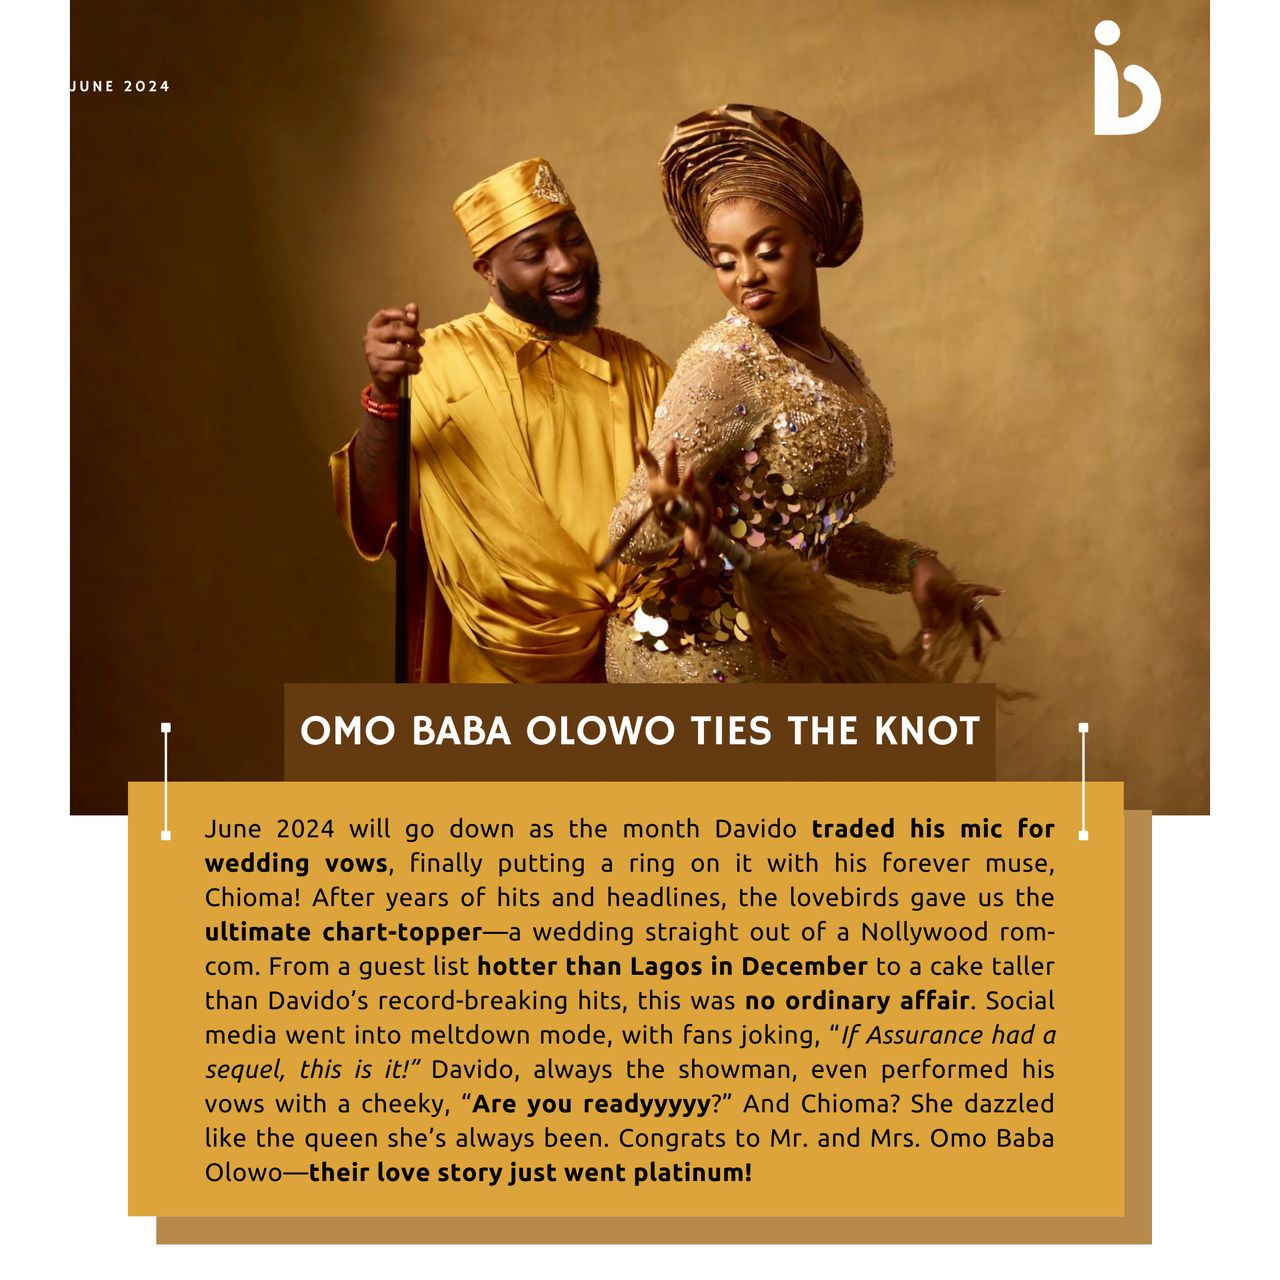 JUNE 2024
OMO BABA OLOWO TIES THE KNOT
June 2024 will go down as the month Davido traded his mic for
wedding vows, finally putting a ring on it with his forever muse,
Chioma! After years of hits and headlines, the lovebirds gave us the
ultimate chart-topper—a wedding straight out of a Nollywood rom-
com. From a guest list hotter than Lagos in December to a cake taller
than Davido’s record-breaking hits, this was no ordinary affair. Social
media went into meltdown mode, with fans joking, “If Assurance had a
sequel, this is it!” Davido, always the showman, even performed his
vows with a cheeky, “Are you readyyyyy?” And Chioma? She dazzled
like the queen she’s always been. Congrats to Mr. and Mrs. Omo Baba
Olowo—their love story just went platinum!